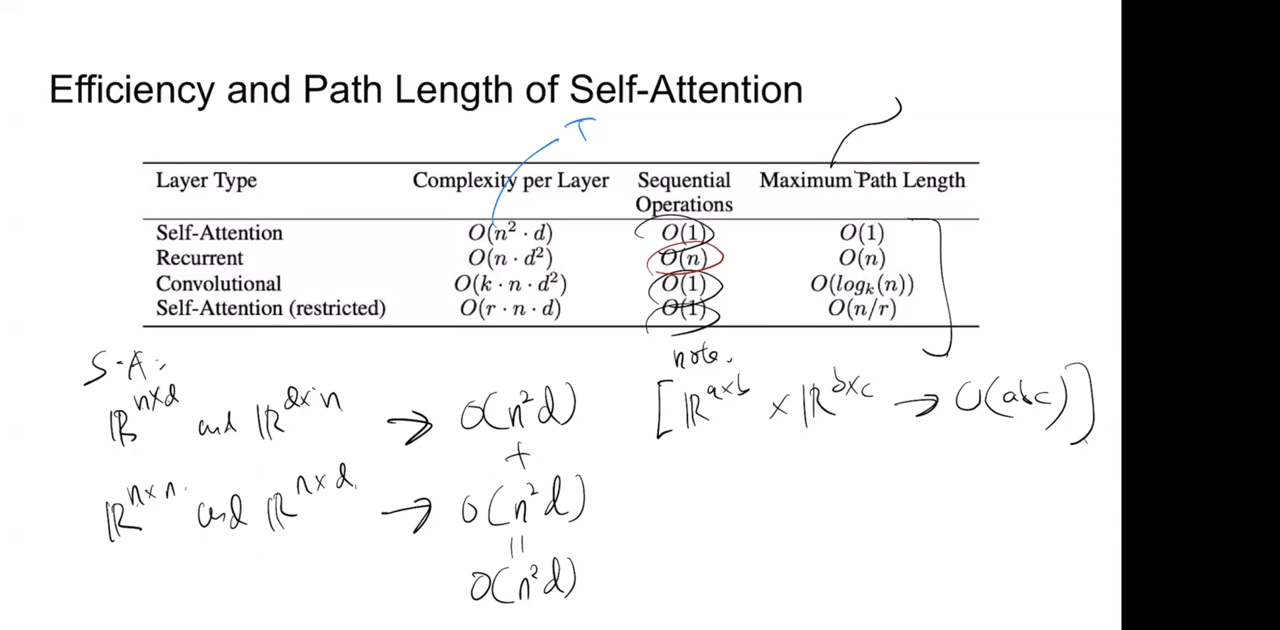 Efficiency and Path Length of Self-Attention
T
Layer Type Complexity per Layer Sequential Operations Maximum Path Length
Self-Attention O(n² · d) O(1) O(1)
Recurrent O(n · d²) O(n) O(n)
Convolutional O(k · n · d²) O(1) O(logₖ(n))
Self-Attention (restricted) O(r · n · d) O(1) O(n/r)
S-A:
note.
ℝⁿˣᵈ and ℝᵈˣⁿ → O(n²d)
[ℝᵃˣᵇ × ℝᵇˣᶜ → O(abc)]
+
ℝⁿˣⁿ and ℝⁿˣᵈ → O(n²d)
=
O(n²d)